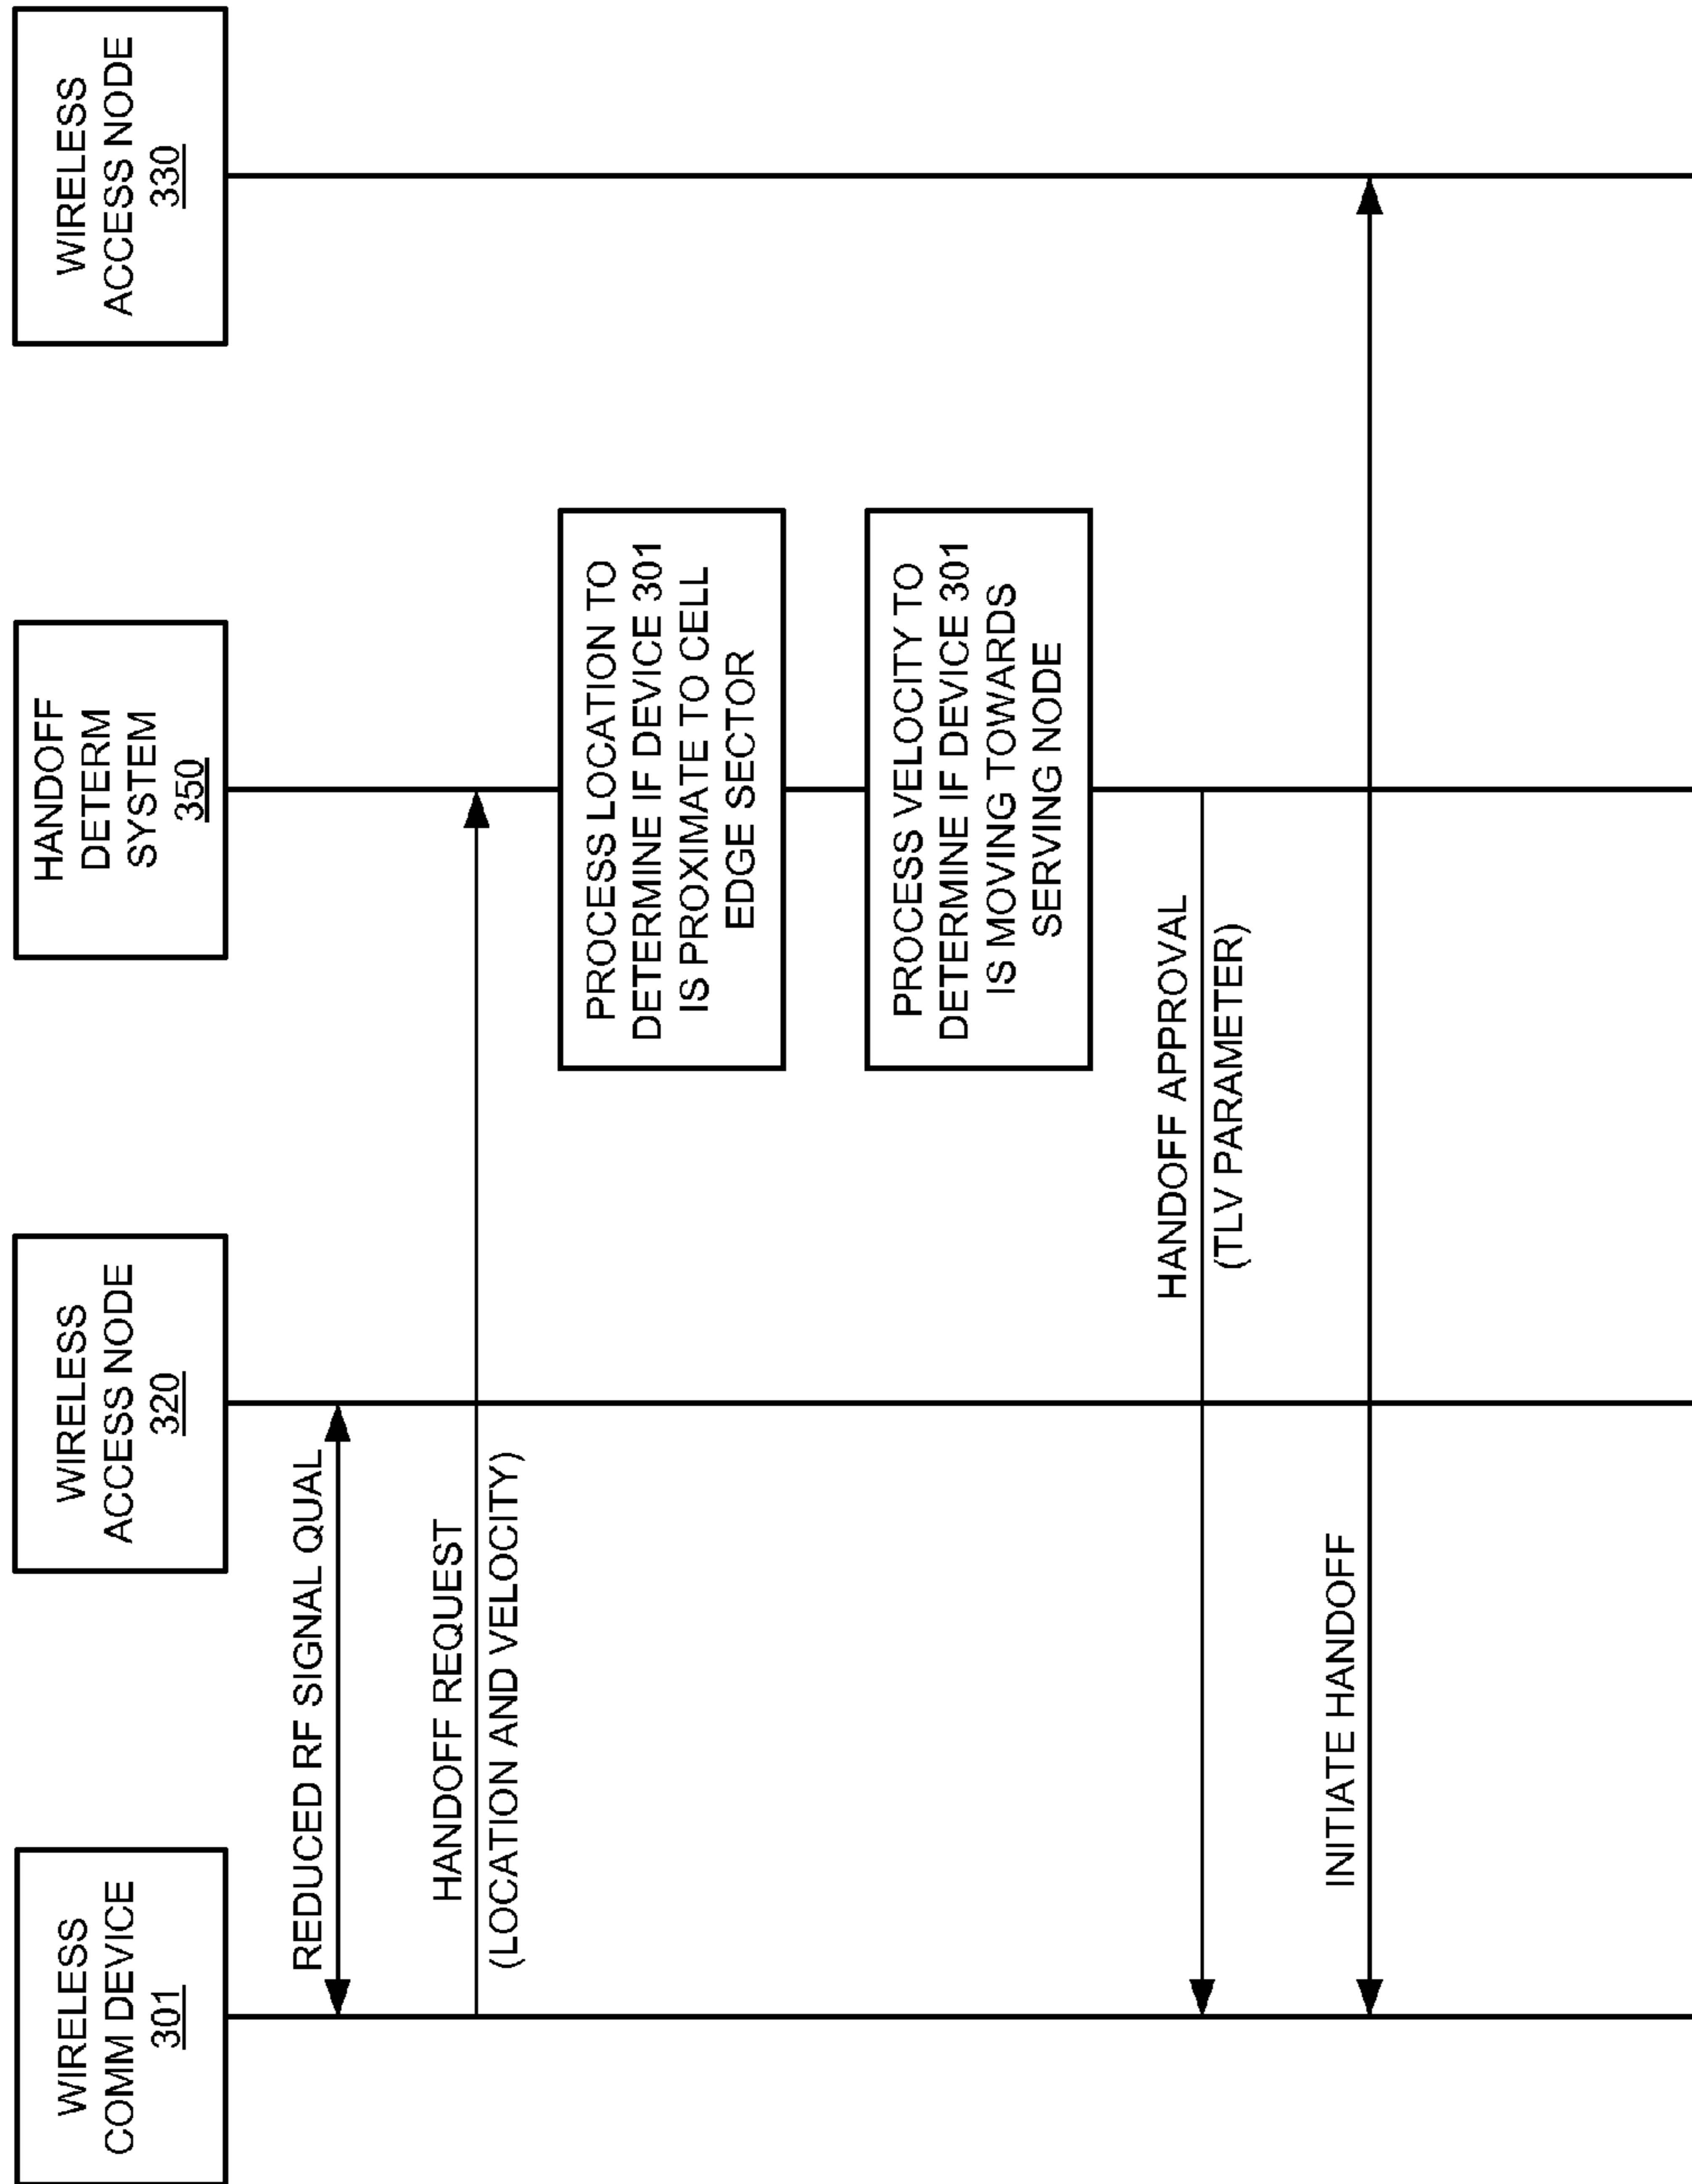 WIRELESS
COMM DEVICE
301
WIRELESS
ACCESS NODE
320
HANDOFF
DETERM
SYSTEM
350
WIRELESS
ACCESS NODE
330
REDUCED RF SIGNAL QUAL
HANDOFF REQUEST
(LOCATION AND VELOCITY)
PROCESS LOCATION TO
DETERMINE IF DEVICE 301
IS PROXIMATE TO CELL
EDGE SECTOR
PROCESS VELOCITY TO
DETERMINE IF DEVICE 301
IS MOVING TOWARDS
SERVING NODE
HANDOFF APPROVAL
(TLV PARAMETER)
INITIATE HANDOFF